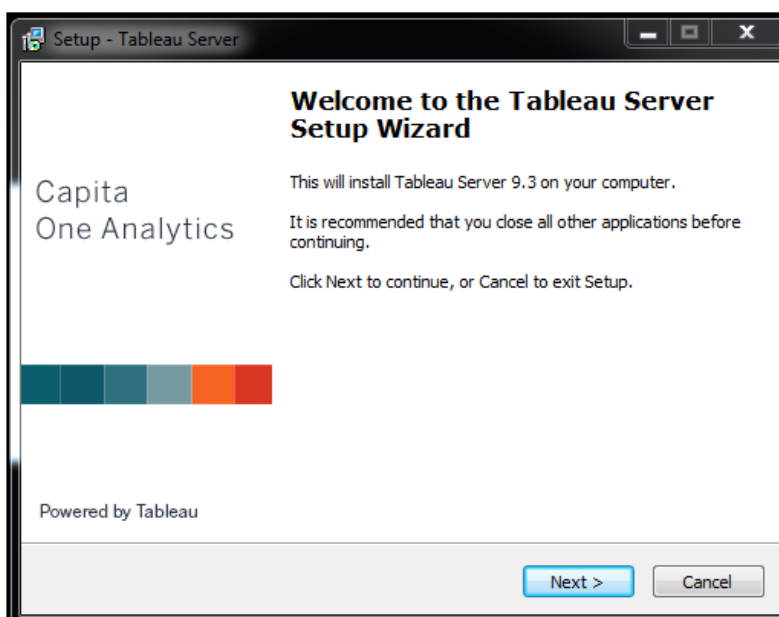 Setup - Tableau Server
Welcome to the Tableau Server
Setup Wizard
This will install Tableau Server 9.3 on your computer.
It is recommended that you close all other applications before
continuing.
Click Next to continue, or Cancel to exit Setup.
Capita
One Analytics
Powered by Tableau
Next >
Cancel